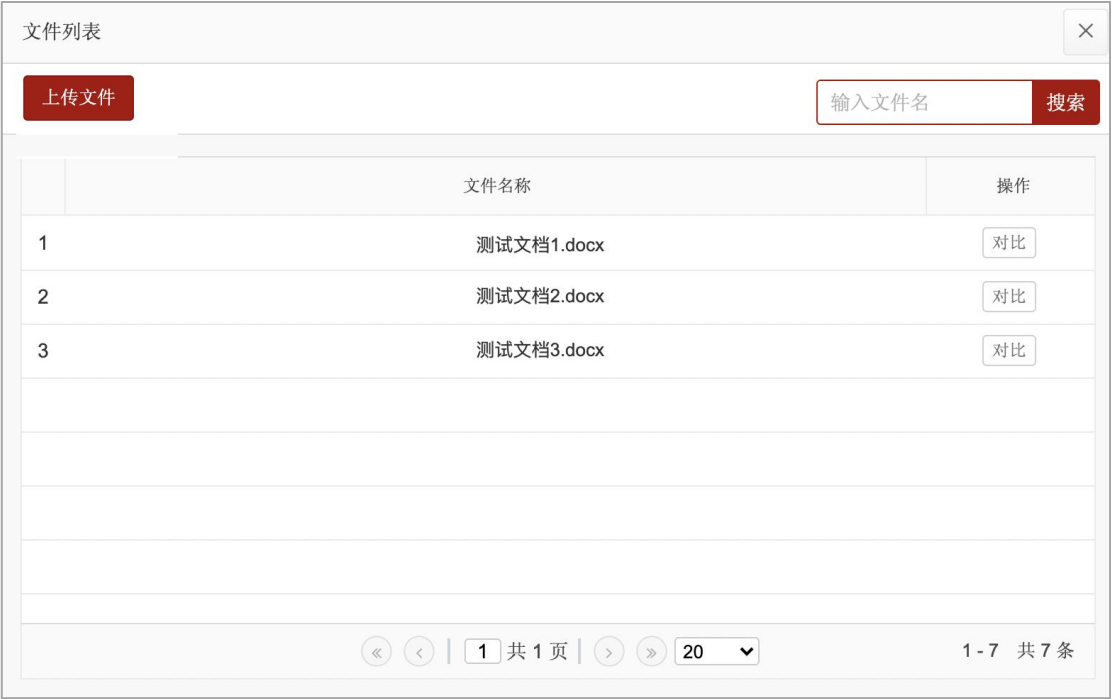 文件列表
上传文件
输入文件名 搜索
文件名称 操作
1 测试文档1.docx 对比
2 测试文档2.docx 对比
3 测试文档3.docx 对比
1 共 1 页 20 1 - 7 共 7 条